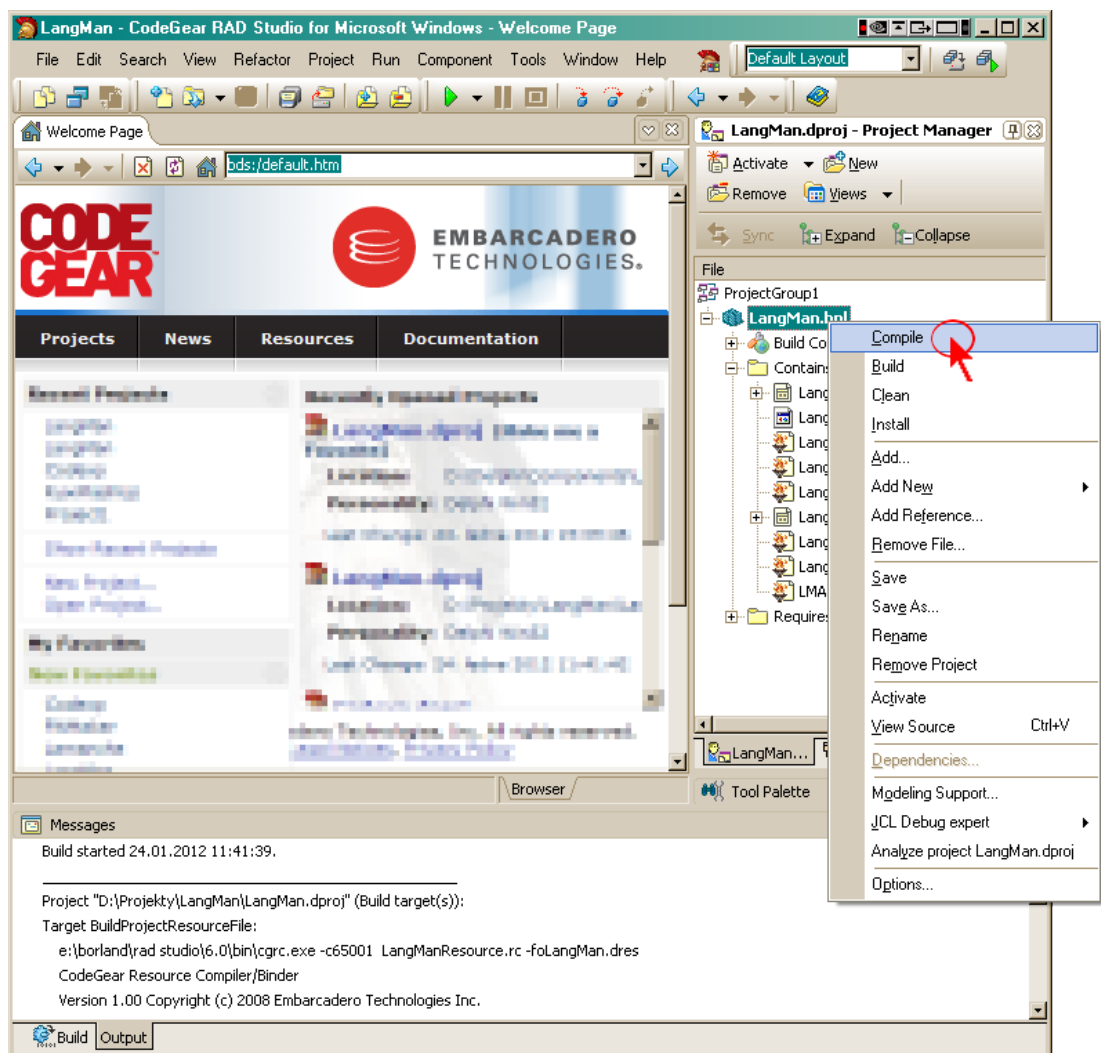 LangMan - CodeGear RAD Studio for Microsoft Windows - Welcome Page
File Edit Search View Refactor Project Run Component Tools Window Help
Default Layout
Welcome Page
bds:/default.htm
CODE
GEAR
EMBARCADERO
TECHNOLOGIES
Projects News Resources Documentation
Browser
LangMan.dproj - Project Manager
Activate New
Remove Views
Sync Expand Collapse
File
ProjectGroup1
LangMan.bpl
Build Co
Contain
Lang
Lang
Lang
Lang
Lang
Lang
Lang
Lang
LMA
Require
LangMan...
Tool Palette
Compile
Build
Clean
Install
Add...
Add New
Add Reference...
Remove File...
Save
Save As...
Rename
Remove Project
Activate
View Source Ctrl+V
Dependencies...
Modeling Support...
JCL Debug expert
Analyze project LangMan.dproj
Options...
Messages
Build started 24.01.2012 11:41:39.
Project "D:\Projekty\LangMan\LangMan.dproj" (Build target(s)):
Target BuildProjectResourceFile:
e:\borland\rad studio\6.0\bin\cgrc.exe -c65001 LangManResource.rc -foLangMan.dres
CodeGear Resource Compiler/Binder
Version 1.00 Copyright (c) 2008 Embarcadero Technologies Inc.
Build Output